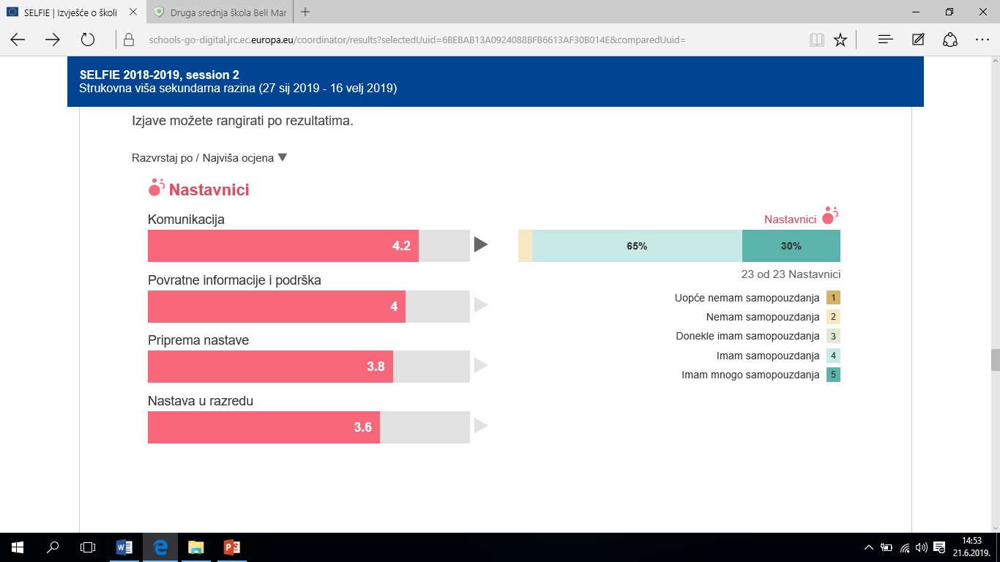 SELFIE | Izvješće o školi
Druga srednja škola Beli Mar
schools-go-digital.jrc.ec.europa.eu/coordinator/results?selectedUuid=6BEBAB13A0924088BFB6613AF30B014E&comparedUuid=
SELFIE 2018-2019, session 2
Strukovna viša sekundarna razina (27 sij 2019 - 16 velj 2019)
Izjave možete rangirati po rezultatima.
Razvrstaj po / Najviša ocjena
Nastavnici
Komunikacija
4.2
Povratne informacije i podrška
4
Priprema nastave
3.8
Nastava u razredu
3.6
Nastavnici
65% 30%
23 od 23 Nastavnici
Uopće nemam samopouzdanja 1
Nemam samopouzdanja 2
Donekle imam samopouzdanja 3
Imam samopouzdanja 4
Imam mnogo samopouzdanja 5
14:53
21.6.2019.